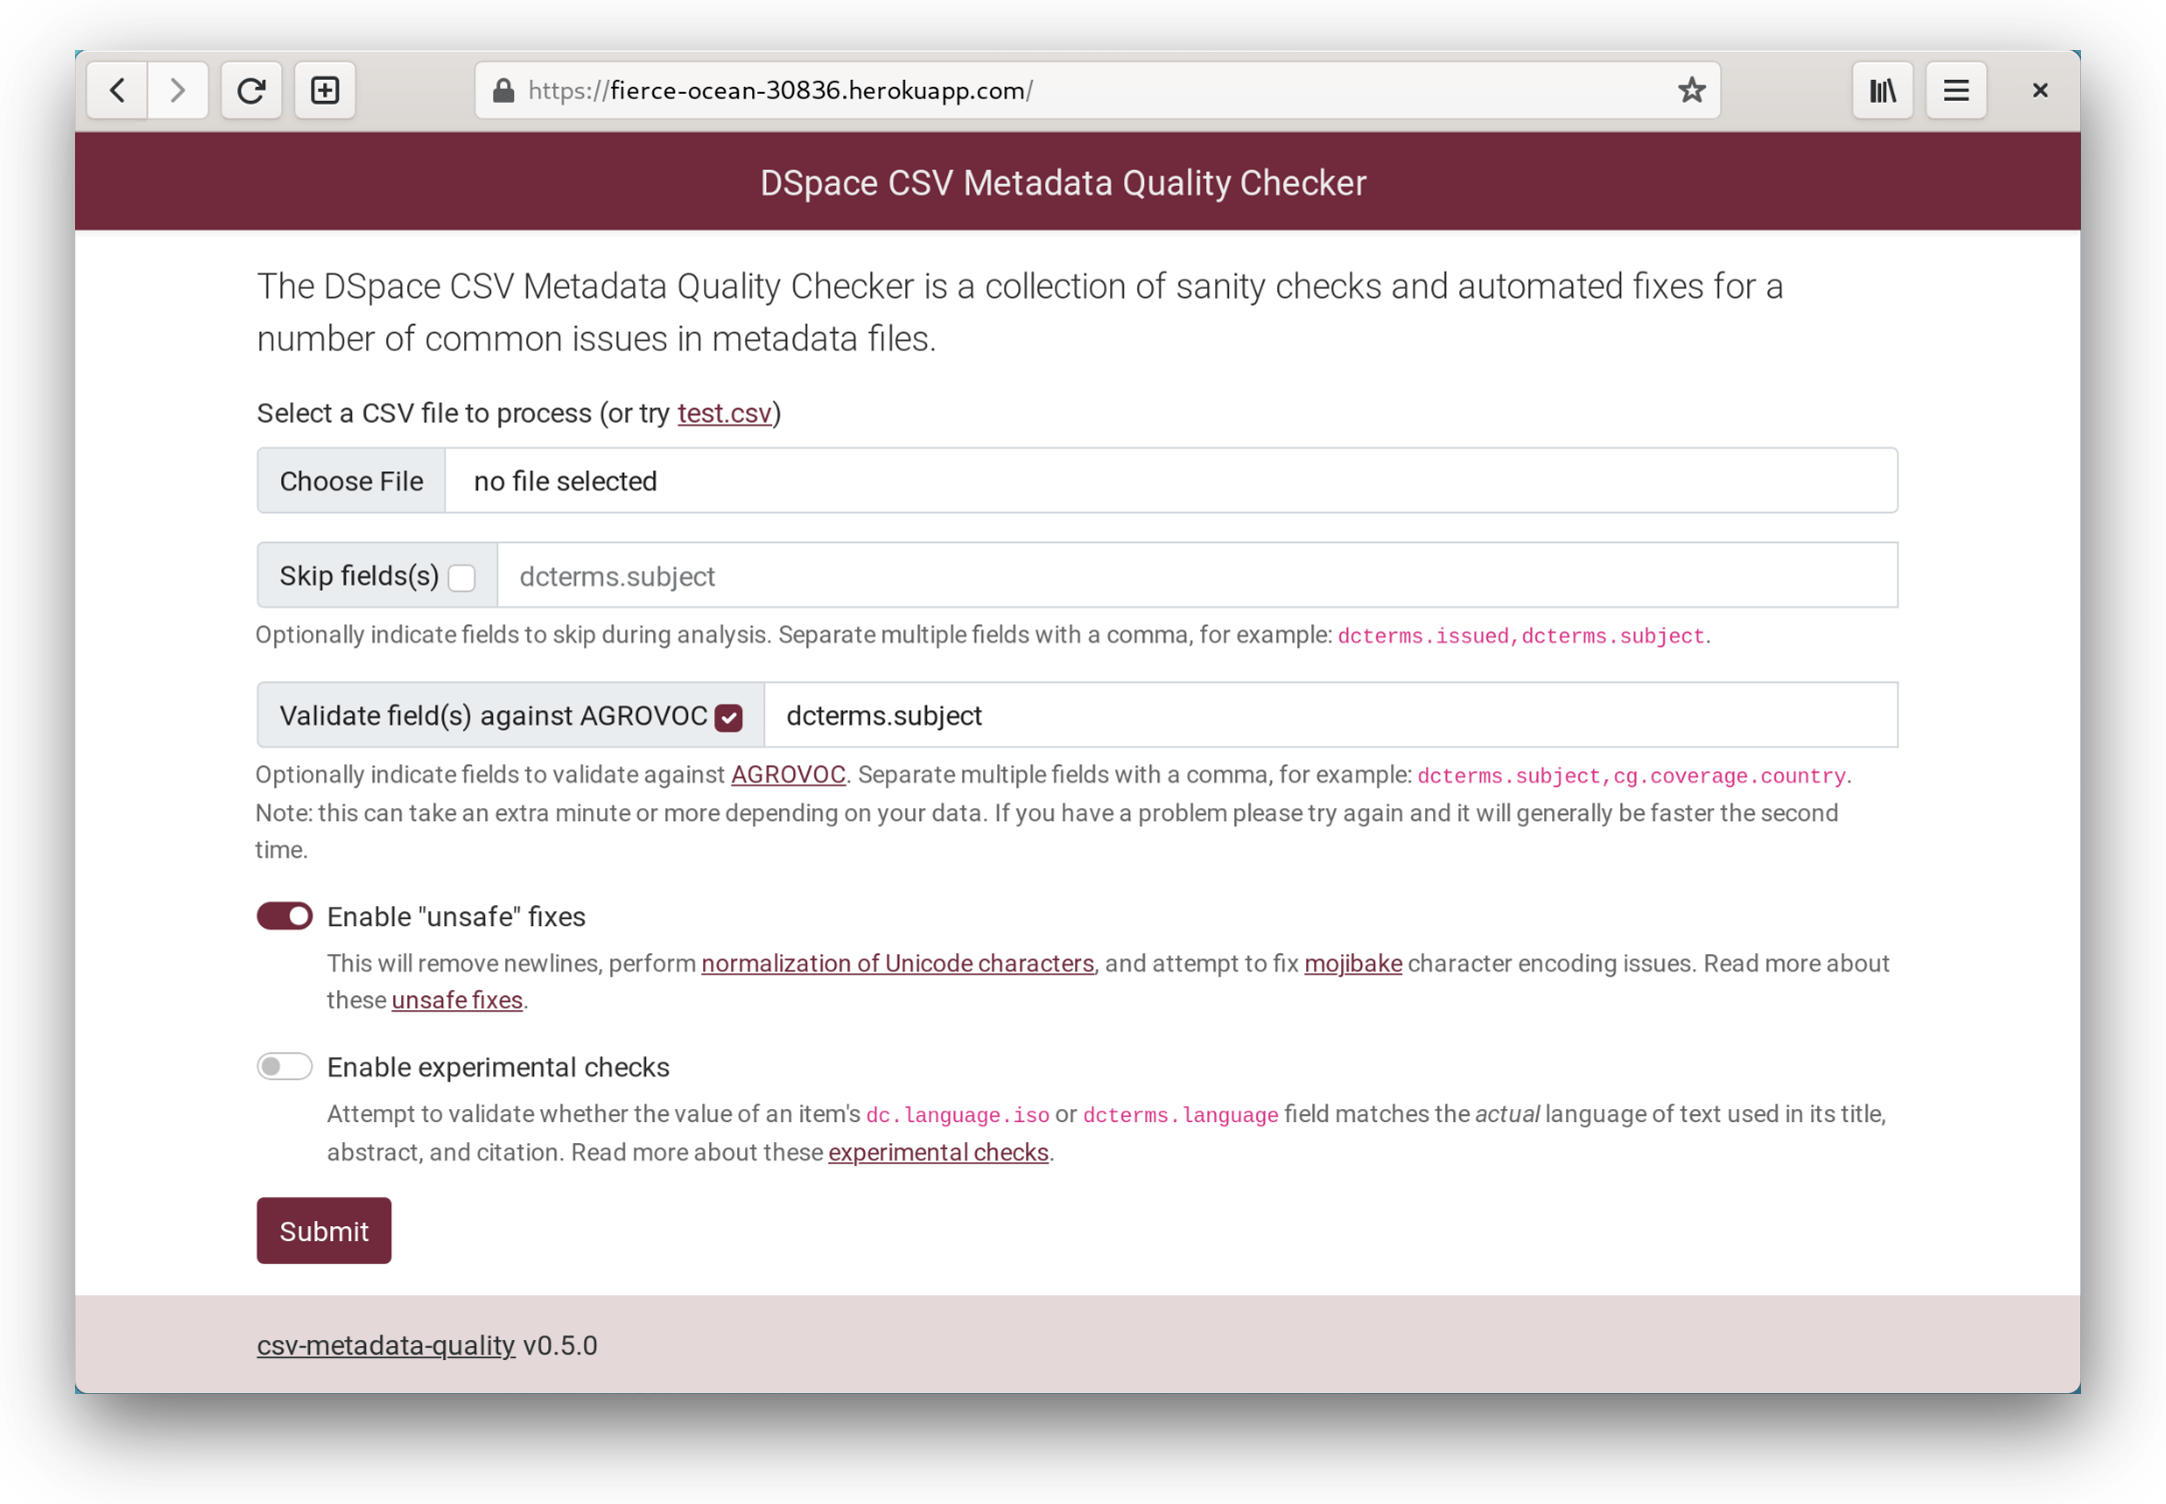 https://fierce-ocean-30836.herokuapp.com/
DSpace CSV Metadata Quality Checker
The DSpace CSV Metadata Quality Checker is a collection of sanity checks and automated fixes for a
number of common issues in metadata files.
Select a CSV file to process (or try test.csv)
Choose File no file selected
Skip fields(s) dcterms.subject
Optionally indicate fields to skip during analysis. Separate multiple fields with a comma, for example: dcterms.issued,dcterms.subject.
Validate field(s) against AGROVOC dcterms.subject
Optionally indicate fields to validate against AGROVOC. Separate multiple fields with a comma, for example: dcterms.subject,cg.coverage.country.
Note: this can take an extra minute or more depending on your data. If you have a problem please try again and it will generally be faster the second
time.
Enable "unsafe" fixes
This will remove newlines, perform normalization of Unicode characters, and attempt to fix mojibake character encoding issues. Read more about
these unsafe fixes.
Enable experimental checks
Attempt to validate whether the value of an item's dc.language.iso or dcterms.language field matches the actual language of text used in its title,
abstract, and citation. Read more about these experimental checks.
Submit
csv-metadata-quality v0.5.0